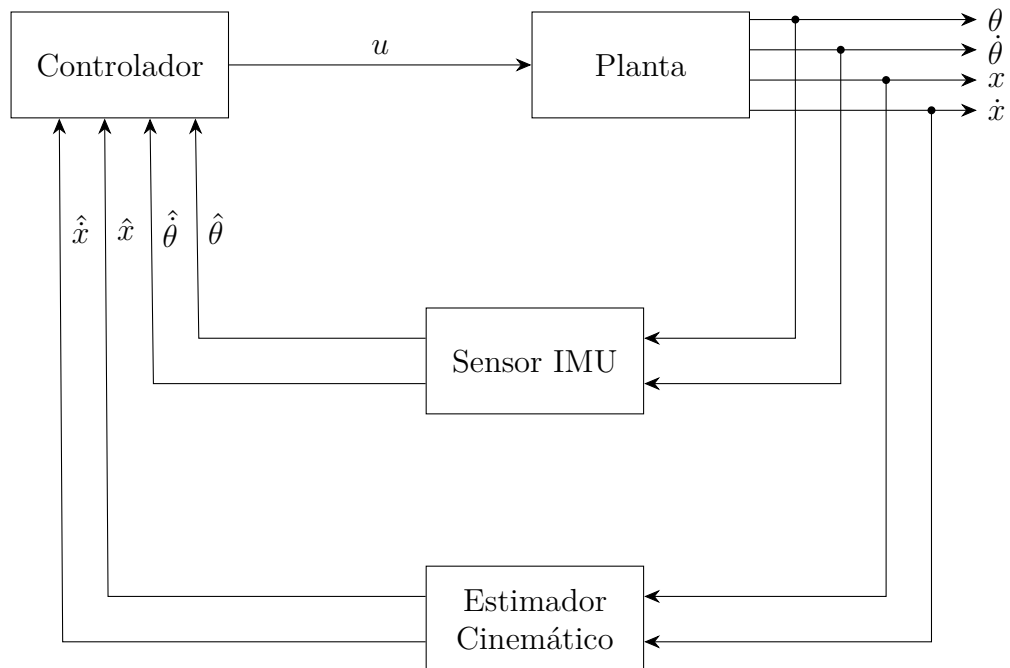 Controlador
u
Planta
θ
θ̇
x
ẋ
x̂̇
x̂
θ̂̇
θ̂
Sensor IMU
Estimador
Cinemático